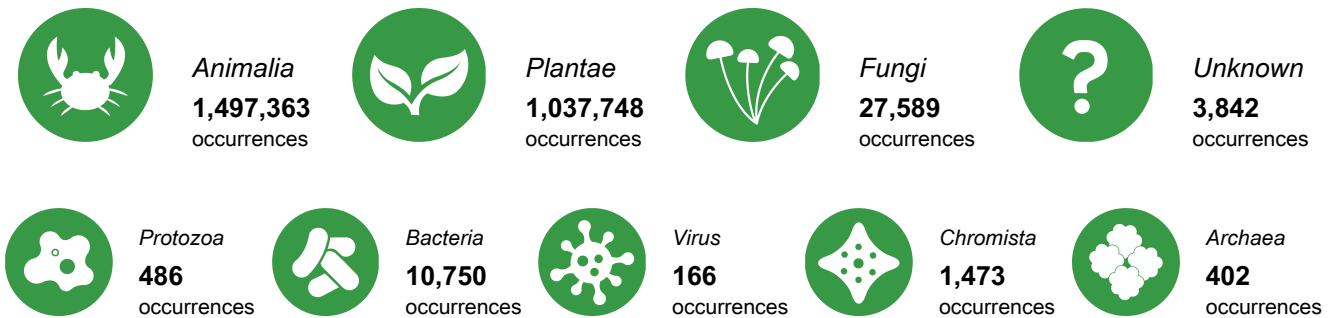 Animalia
1,497,363
occurrences
Plantae
1,037,748
occurrences
Fungi
27,589
occurrences
?
Unknown
3,842
occurrences
Protozoa
486
occurrences
Bacteria
10,750
occurrences
Virus
166
occurrences
Chromista
1,473
occurrences
Archaea
402
occurrences